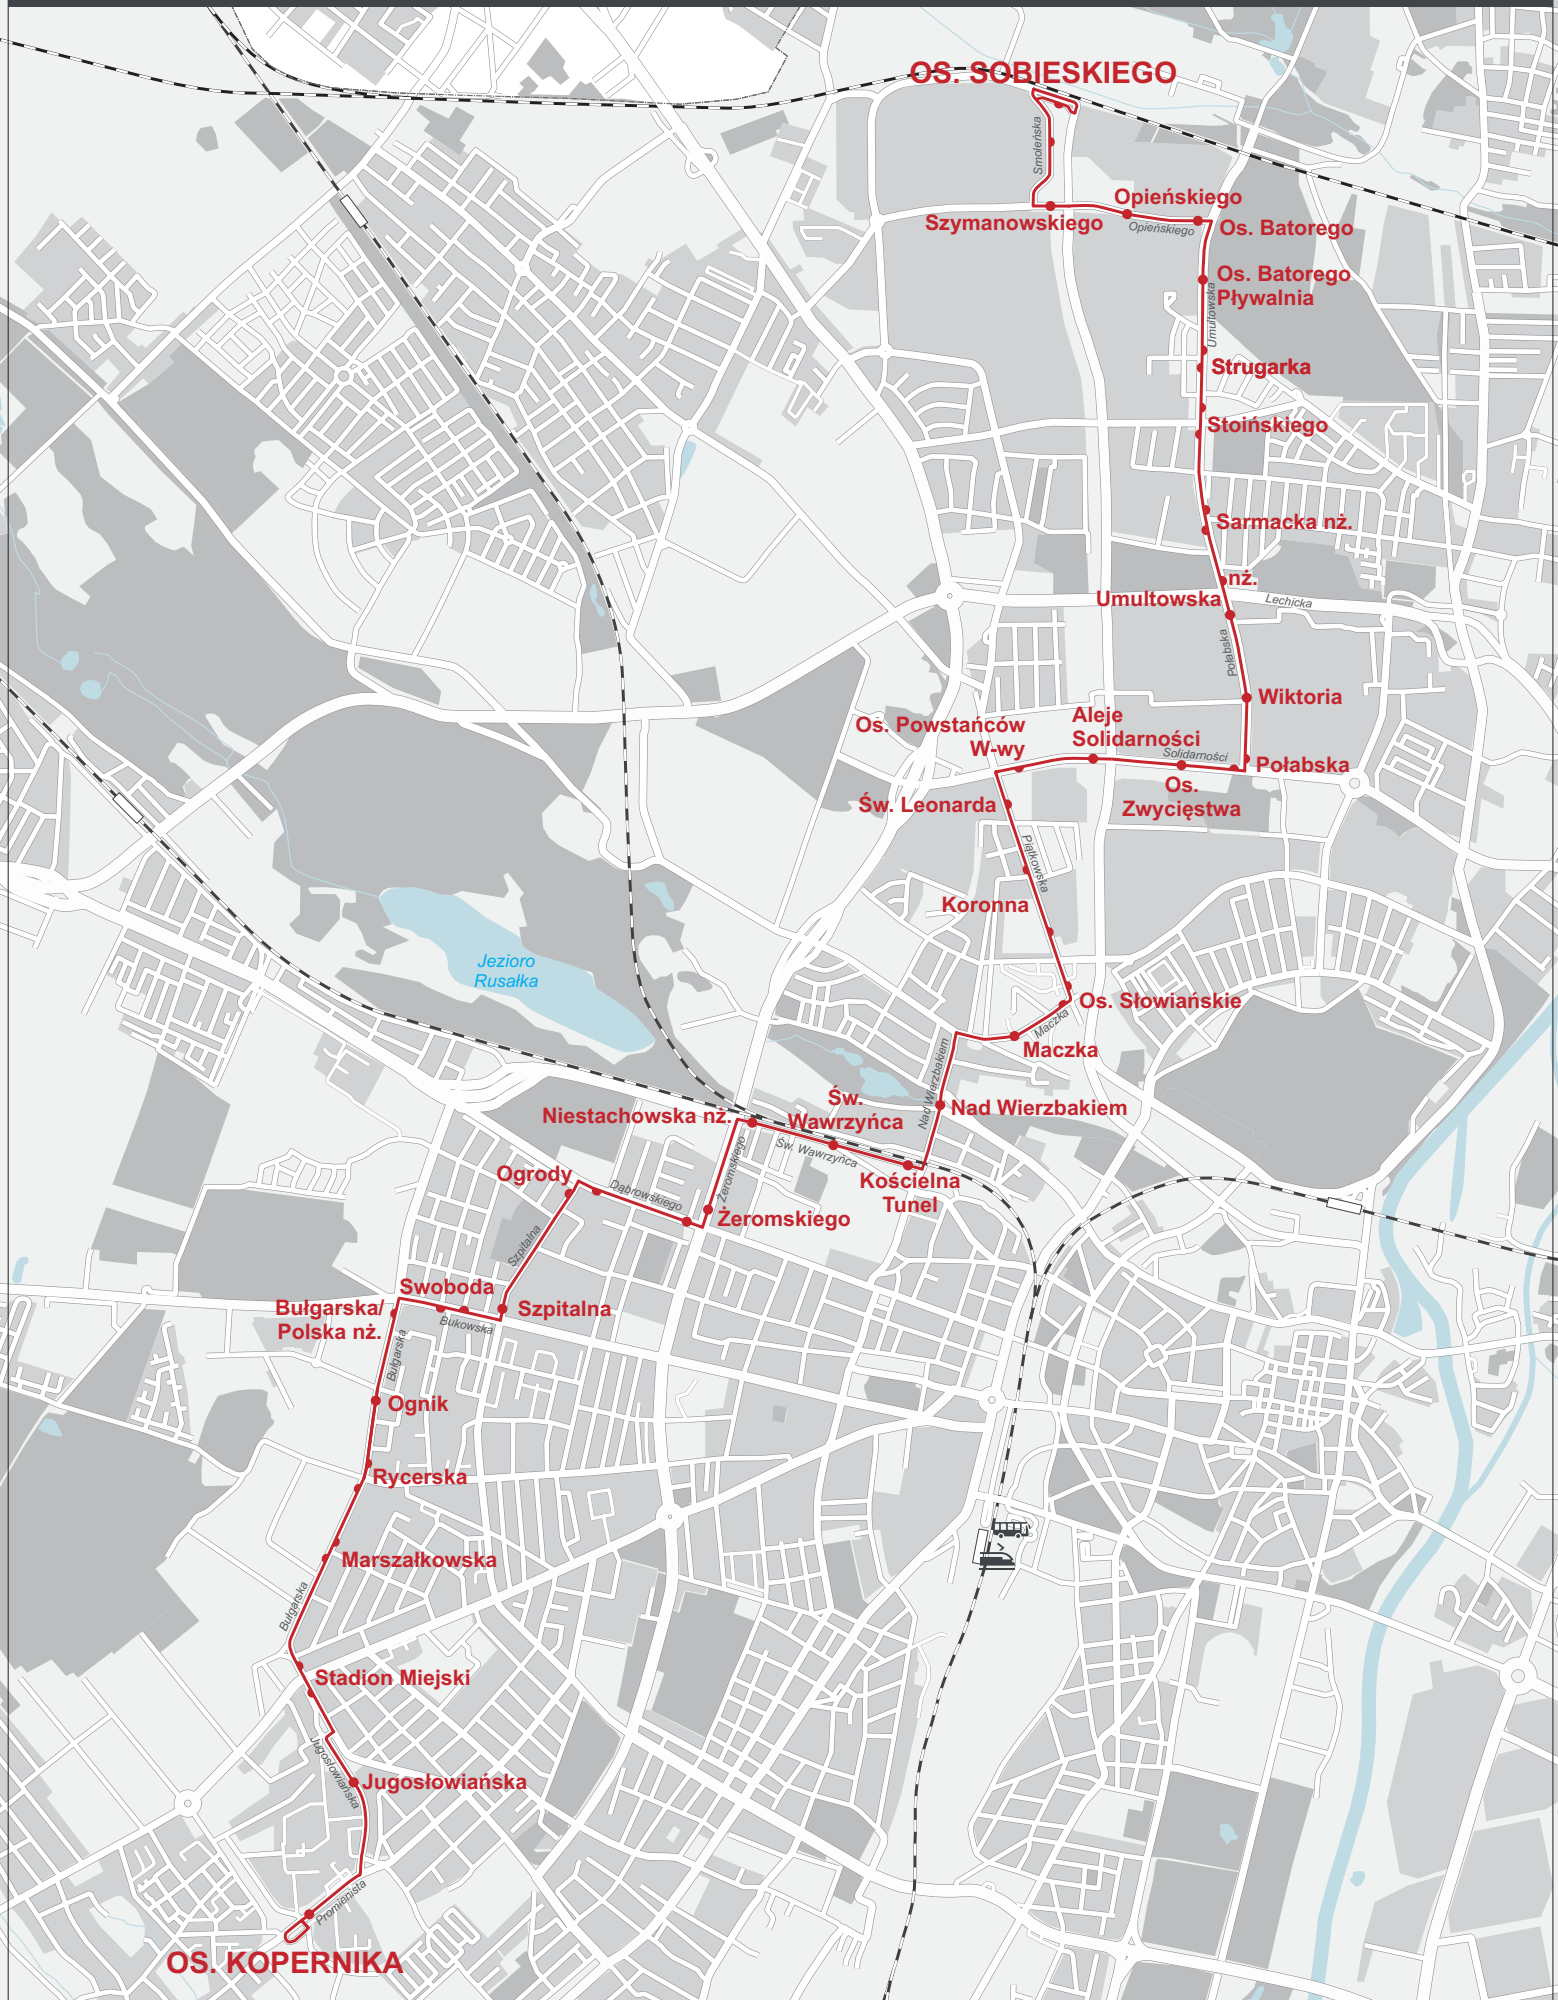 OS. SOBIESKIEGO
Smoleńska
Opieńskiego
Szymanowskiego
Opieńskiego
Os. Batorego
Os. Batorego
Pływalnia
Umultowska
Strugarka
Stoińskiego
Sarmacka nż.
nż.
Umultowska
Lechicka
Połabska
Wiktoria
Os. Powstańców
W-wy
Aleje
Solidarności
Solidarności
Połabska
Os.
Zwycięstwa
Św. Leonarda
Piątkowska
Koronna
Jezioro
Rusałka
Os. Słowiańskie
Maczka
Maczka
Nad Wierzbakiem
Nad Wierzbakiem
Św.
Wawrzyńca
Niestachowska nż.
Św. Wawrzyńca
Kościelna
Tunel
Żeromskiego
Ogrody
Dąbrowskiego
Żeromskiego
Szpitalna
Swoboda
Szpitalna
Bułgarska/
Polska nż.
Bukowska
Bułgarska
Ognik
Rycerska
Marszałkowska
Bułgarska
Stadion Miejski
Jugosłowiańska
Jugosłowiańska
Promienista
OS. KOPERNIKA